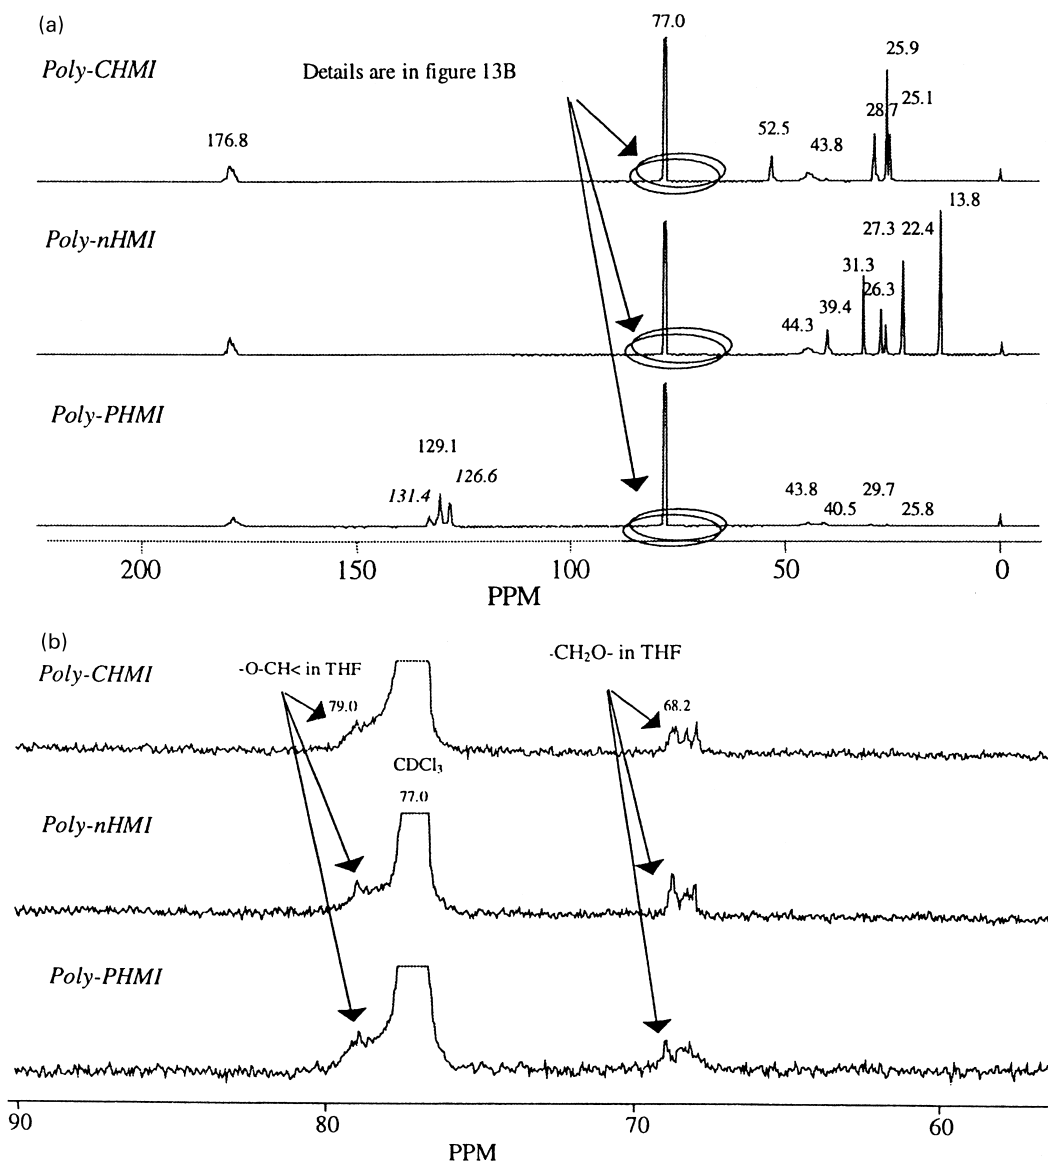 (a)
77.0
25.9
Poly-CHMI
Details are in figure 13B
25.1
28.7
52.5
43.8
176.8
13.8
Poly-nHMI
27.3 22.4
31.3
26.3
39.4
44.3
Poly-PHMI
129.1
126.6
131.4
43.8
29.7
40.5
25.8
200 150 100 50 0
PPM
(b)
-CH₂O- in THF
Poly-CHMI
-O-CH< in THF
79.0
68.2
CDCl₃
77.0
Poly-nHMI
Poly-PHMI
90 80 70 60
PPM